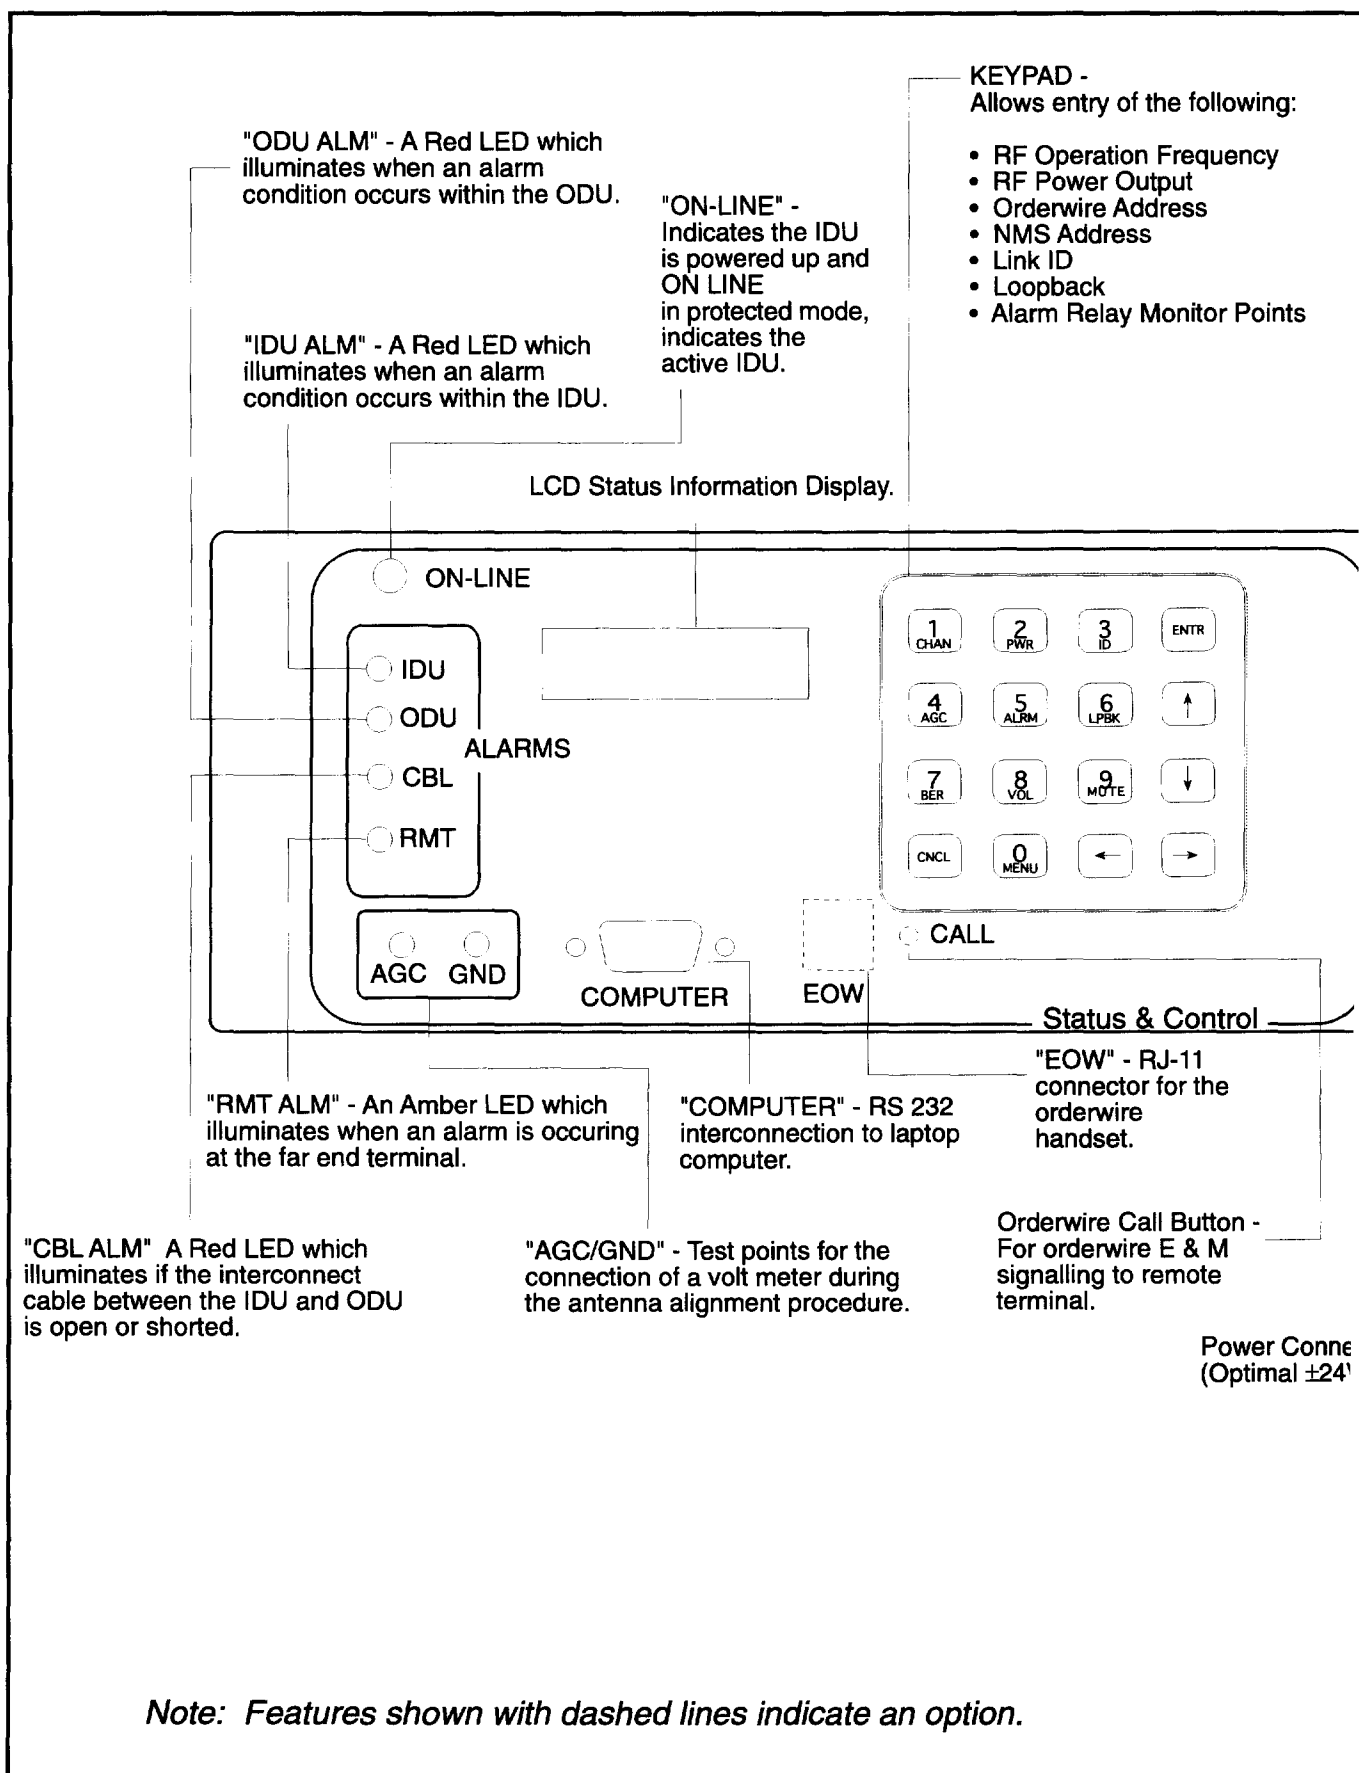 KEYPAD -
Allows entry of the following:
• RF Operation Frequency
• RF Power Output
• Orderwire Address
• NMS Address
• Link ID
• Loopback
• Alarm Relay Monitor Points
"ODU ALM" - A Red LED which
illuminates when an alarm
condition occurs within the ODU.
"ON-LINE" -
Indicates the IDU
is powered up and
ON LINE
in protected mode,
indicates the
active IDU.
"IDU ALM" - A Red LED which
illuminates when an alarm
condition occurs within the IDU.
LCD Status Information Display.
ON-LINE
IDU
ODU
ALARMS
CBL
RMT
1 CHAN
2 PWR
3 ID
ENTR
4 AGC
5 ALRM
6 LPBK
↑
7 BER
8 VOL
9 MUTE
↓
CNCL
0 MENU
←
→
AGC GND
COMPUTER
EOW
CALL
Status & Control
"RMT ALM" - An Amber LED which
illuminates when an alarm is occuring
at the far end terminal.
"COMPUTER" - RS 232
interconnection to laptop
computer.
"EOW" - RJ-11
connector for the
orderwire
handset.
"CBL ALM" A Red LED which
illuminates if the interconnect
cable between the IDU and ODU
is open or shorted.
"AGC/GND" - Test points for the
connection of a volt meter during
the antenna alignment procedure.
Orderwire Call Button -
For orderwire E & M
signalling to remote
terminal.
Power Conne
(Optimal ±24
Note: Features shown with dashed lines indicate an option.